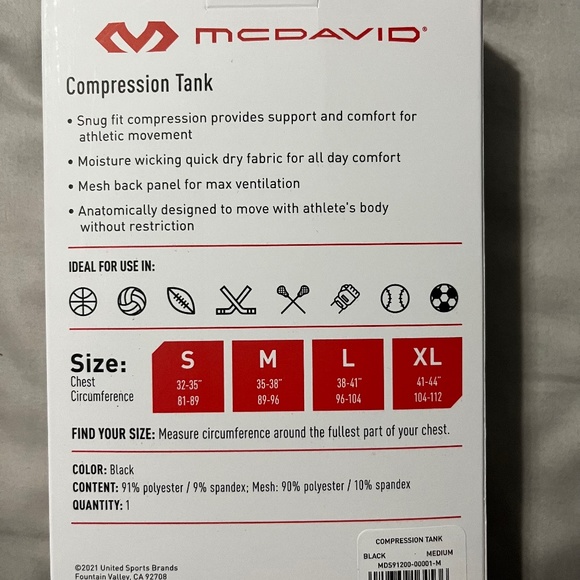 McDAVID®
Compression Tank
• Snug fit compression provides support and comfort for
athletic movement
• Moisture wicking quick dry fabric for all day comfort
• Mesh back panel for max ventilation
• Anatomically designed to move with athlete's body
without restriction
IDEAL FOR USE IN:
Size:
Chest
Circumference
S
32-35"
81-89
M
35-38"
89-96
L
38-41"
96-104
XL
41-44"
104-112
FIND YOUR SIZE: Measure circumference around the fullest part of your chest.
COLOR: Black
CONTENT: 91% polyester / 9% spandex; Mesh: 90% polyester / 10% spandex
QUANTITY: 1
©2021 United Sports Brands
Fountain Valley, CA 92708
COMPRESSION TANK
BLACK MEDIUM
MD591200-00001-M